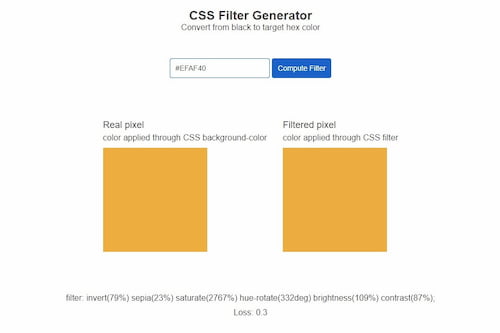 CSS Filter Generator
Convert from black to target hex color
#EFAF40 Compute Filter
Real pixel
color applied through CSS background-color
Filtered pixel
color applied through CSS filter
filter: invert(79%) sepia(23%) saturate(2767%) hue-rotate(332deg) brightness(109%) contrast(87%);
Loss: 0.3